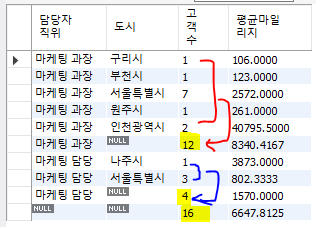 담당자 직위 도시 고객수 평균마일리지
마케팅 과장 구리시 1 106.0000
마케팅 과장 부천시 1 123.0000
마케팅 과장 서울특별시 7 2572.0000
마케팅 과장 원주시 1 261.0000
마케팅 과장 인천광역시 2 40795.5000
마케팅 과장 NULL 12 8340.4167
마케팅 담당 나주시 1 3873.0000
마케팅 담당 서울특별시 3 802.3333
마케팅 담당 NULL 4 1570.0000
NULL NULL 16 6647.8125